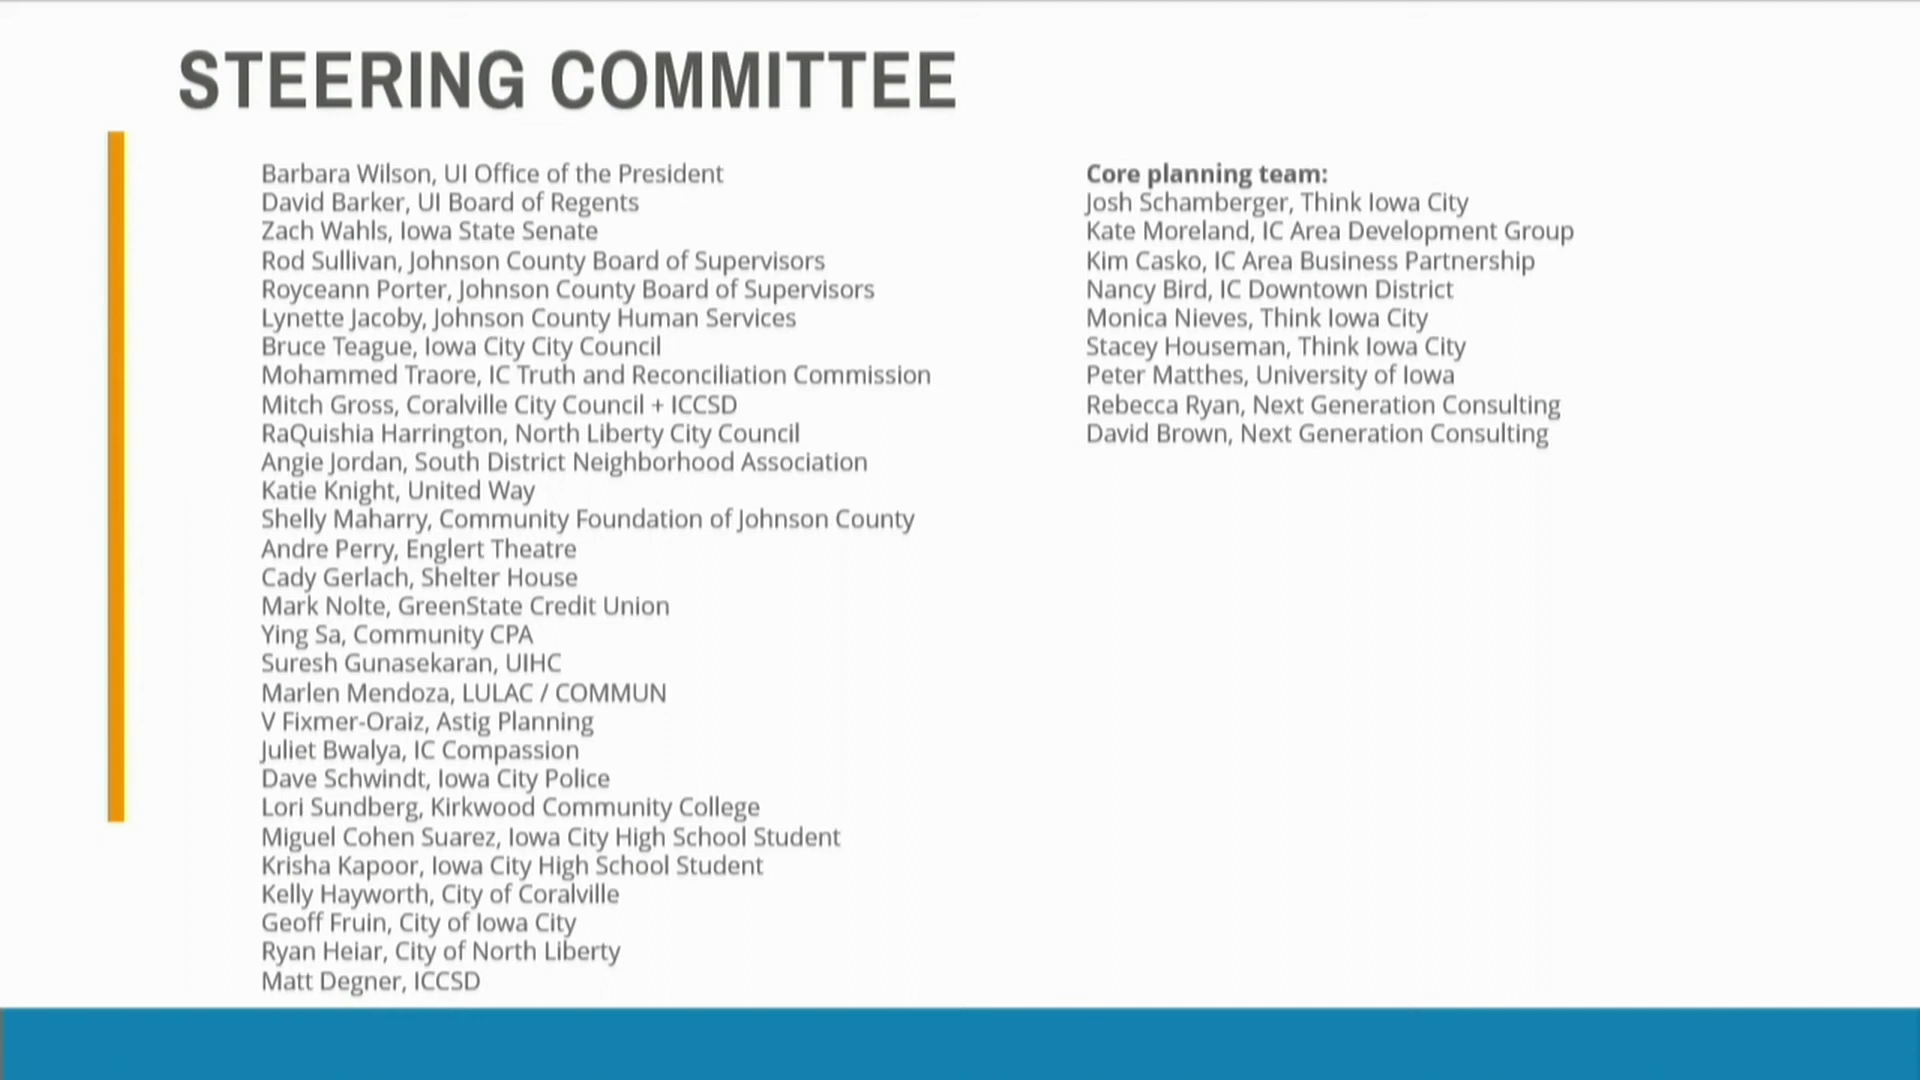 STEERING COMMITTEE
Barbara Wilson, UI Office of the President
David Barker, UI Board of Regents
Zach Wahls, Iowa State Senate
Rod Sullivan, Johnson County Board of Supervisors
Royceann Porter, Johnson County Board of Supervisors
Lynette Jacoby, Johnson County Human Services
Bruce Teague, Iowa City City Council
Mohammed Traore, IC Truth and Reconciliation Commission
Mitch Gross, Coralville City Council + ICCSD
RaQuishia Harrington, North Liberty City Council
Angie Jordan, South District Neighborhood Association
Katie Knight, United Way
Shelly Maharry, Community Foundation of Johnson County
Andre Perry, Englert Theatre
Cady Gerlach, Shelter House
Mark Nolte, GreenState Credit Union
Ying Sa, Community CPA
Suresh Gunasekaran, UIHC
Marlen Mendoza, LULAC / COMMUN
V Fixmer-Oraiz, Astig Planning
Juliet Bwalya, IC Compassion
Dave Schwindt, Iowa City Police
Lori Sundberg, Kirkwood Community College
Miguel Cohen Suarez, Iowa City High School Student
Krisha Kapoor, Iowa City High School Student
Kelly Hayworth, City of Coralville
Geoff Fruin, City of Iowa City
Ryan Heiar, City of North Liberty
Matt Degner, ICCSD
Core planning team:
Josh Schamberger, Think Iowa City
Kate Moreland, IC Area Development Group
Kim Casko, IC Area Business Partnership
Nancy Bird, IC Downtown District
Monica Nieves, Think Iowa City
Stacey Houseman, Think Iowa City
Peter Matthes, University of Iowa
Rebecca Ryan, Next Generation Consulting
David Brown, Next Generation Consulting